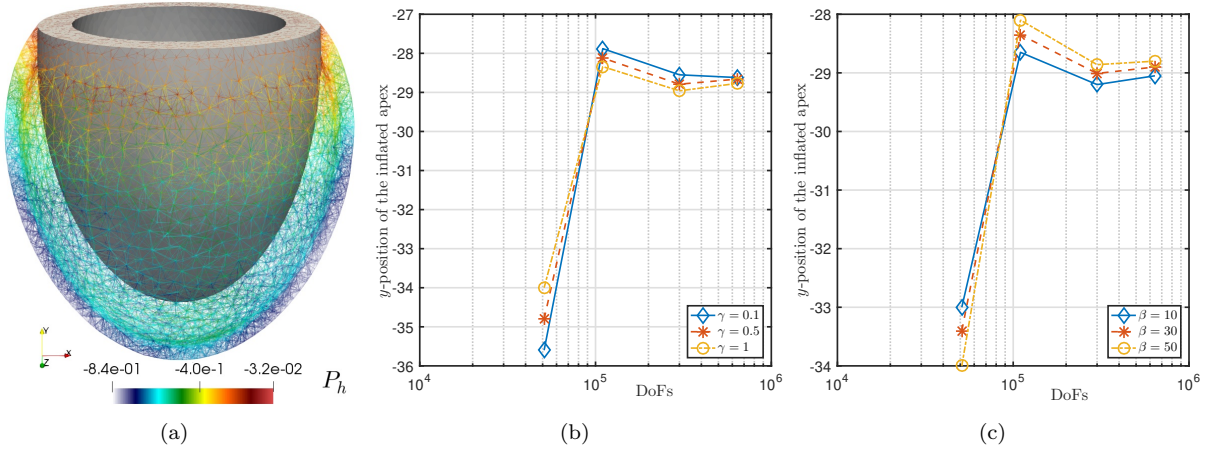 Y
X
Z
-8.4e-01 -4.0e-1 -3.2e-02
P_h
(a)
-27
-28
-29
-30
-31
-32
-33
-34
-35
-36
y-position of the inflated apex
γ = 0.1
γ = 0.5
γ = 1
10^4 10^5 10^6
DoFs
(b)
-27
-28
-29
-30
-31
-32
-33
-34
y-position of the inflated apex
β = 10
β = 30
β = 50
10^4 10^5 10^6
DoFs
(c)